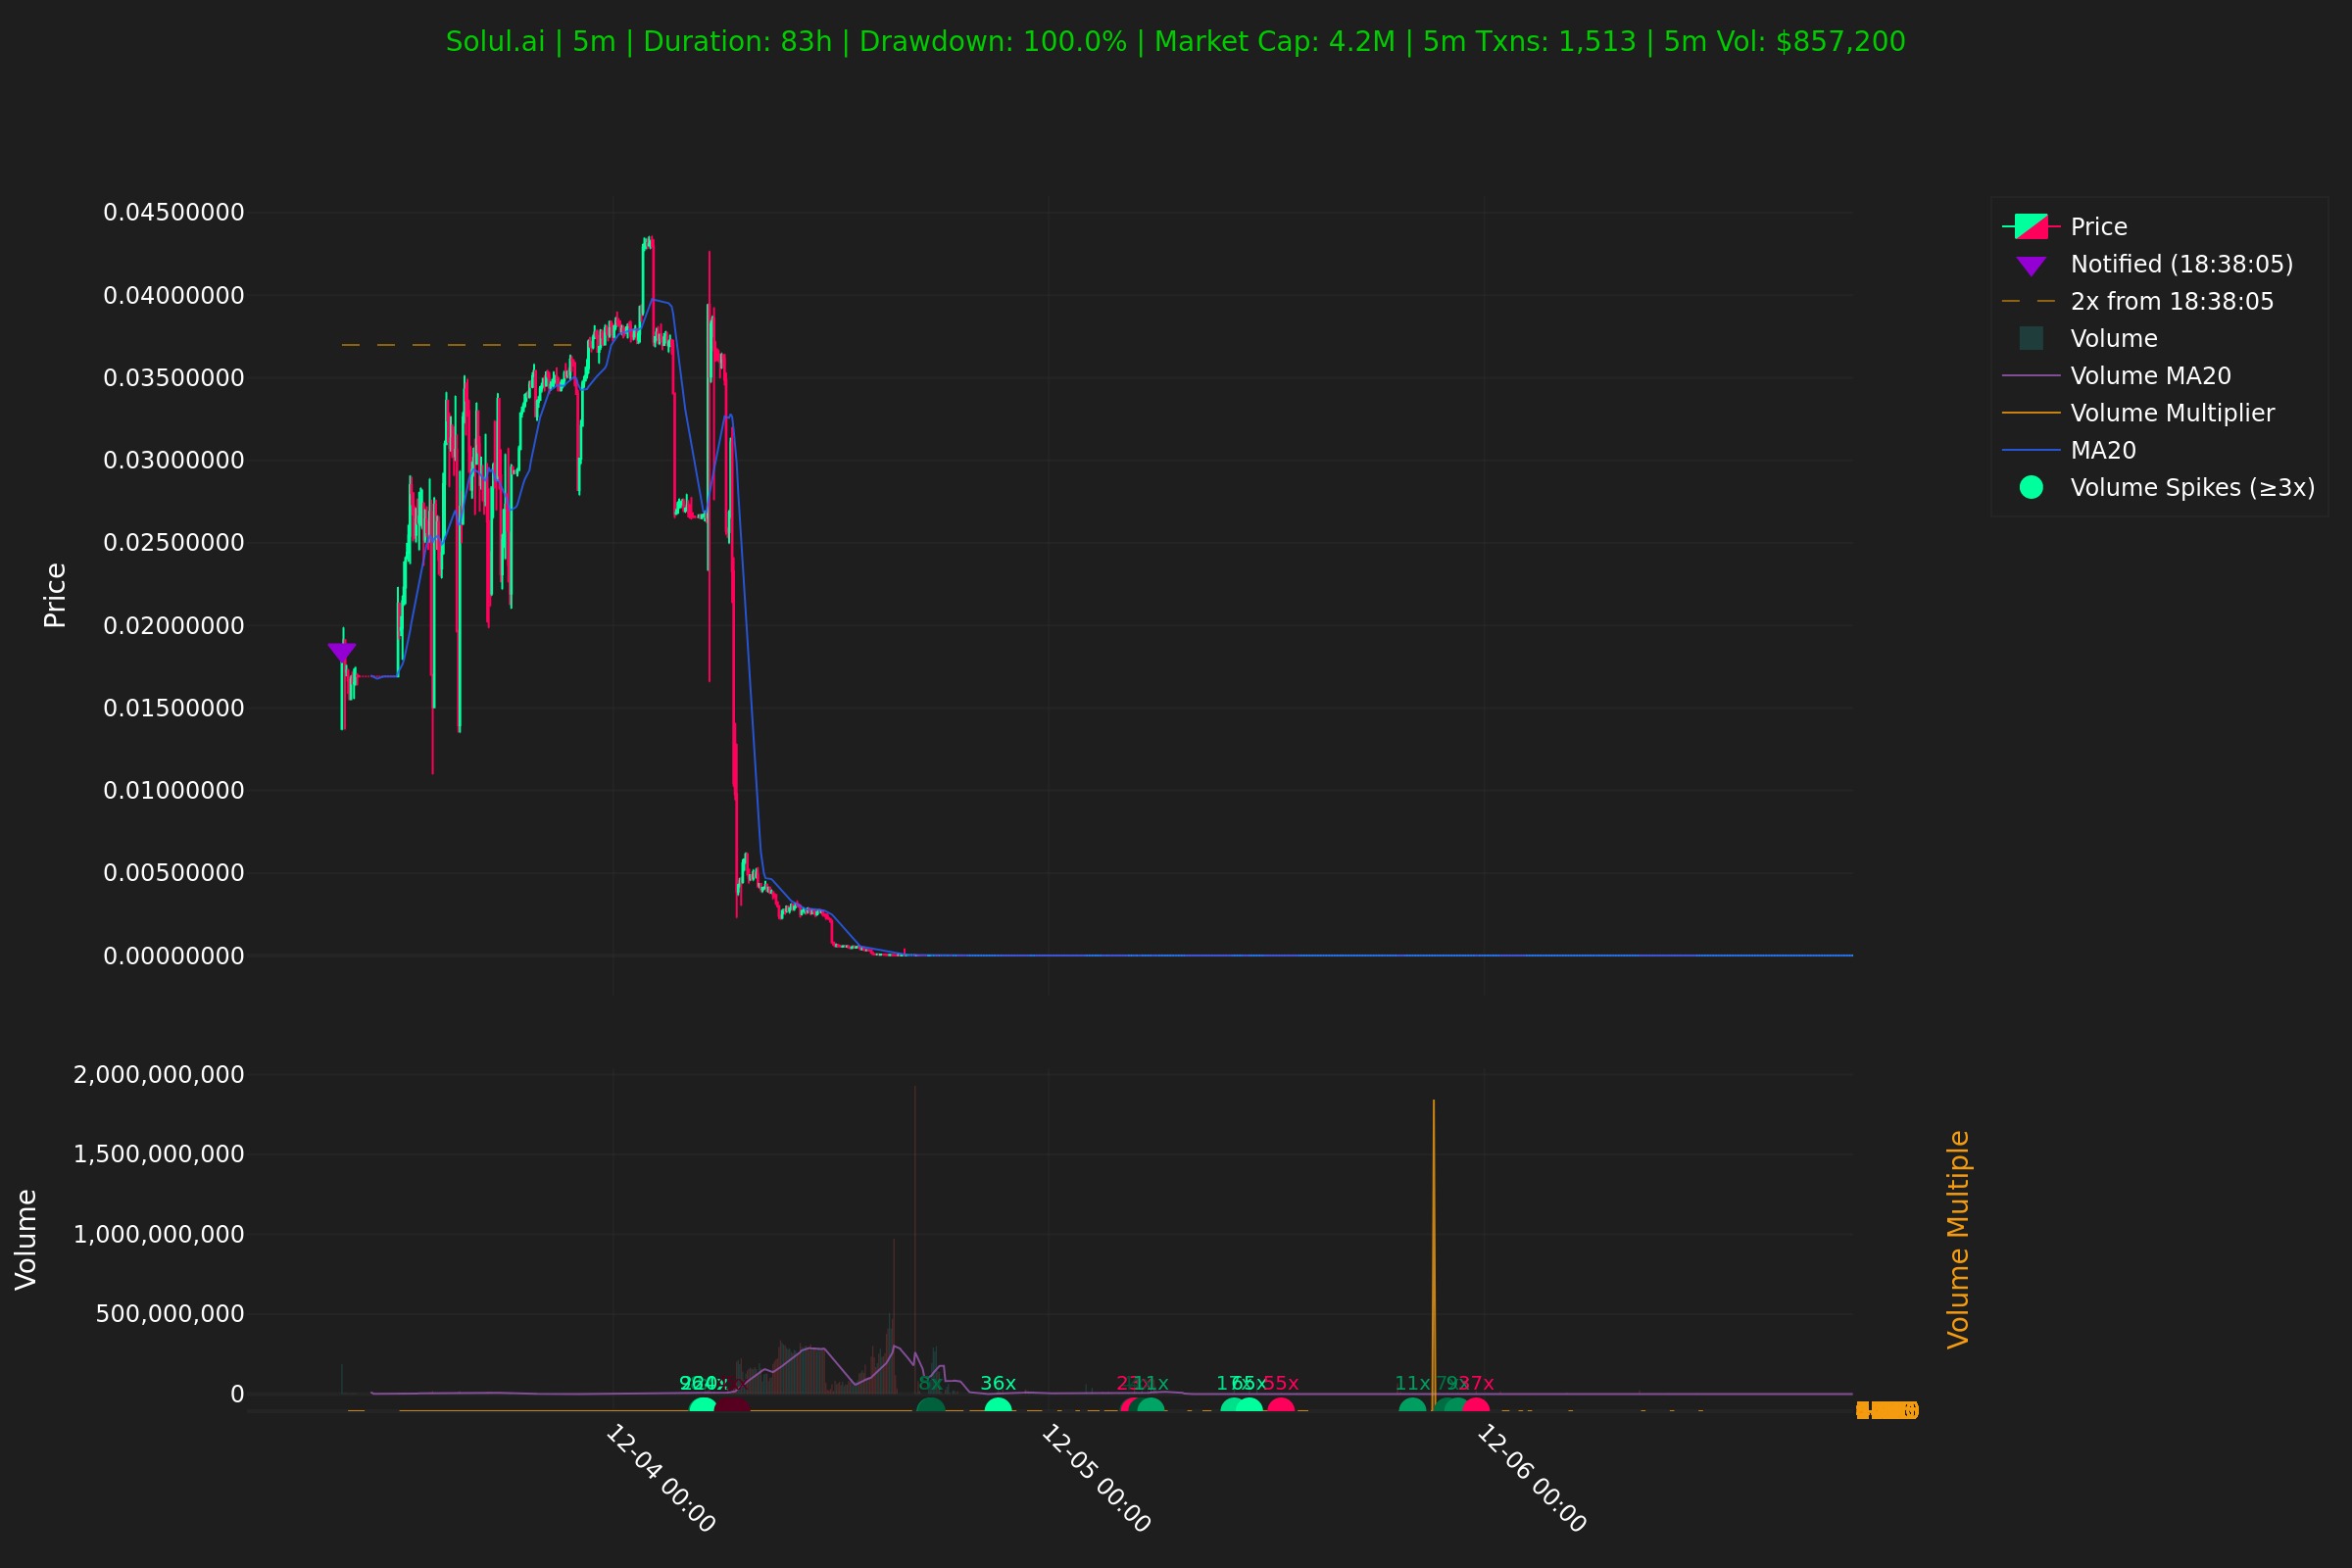 Solul.ai | 5m | Duration: 83h | Drawdown: 100.0% | Market Cap: 4.2M | 5m Txns: 1,513 | 5m Vol: $857,200
Price
0.04500000
0.04000000
0.03500000
0.03000000
0.02500000
0.02000000
0.01500000
0.01000000
0.00500000
0.00000000
Price
Notified (18:38:05)
2x from 18:38:05
Volume
Volume MA20
Volume Multiplier
MA20
Volume Spikes (≥3x)
Volume
2,000,000,000
1,500,000,000
1,000,000,000
500,000,000
0
8x
36x
11x
65x
55x
11x
37x
Volume Multiple
12-04 00:00
12-05 00:00
12-06 00:00